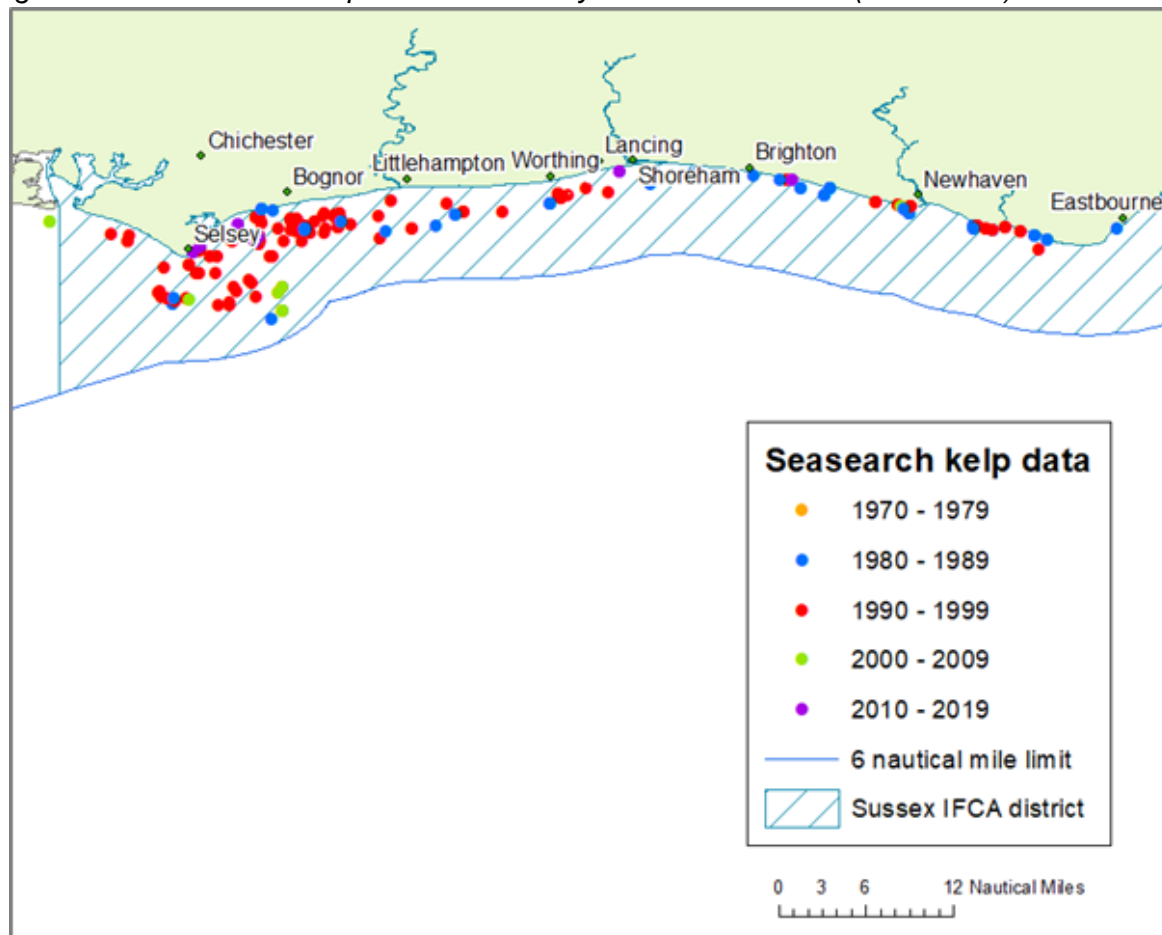 Chichester
Bognor
Littlehampton
Worthing
Lancing
Shoreham
Brighton
Newhaven
Eastbourne
Selsey
Seasearch kelp data
1970 - 1979
1980 - 1989
1990 - 1999
2000 - 2009
2010 - 2019
6 nautical mile limit
Sussex IFCA district
0 3 6 12 Nautical Miles